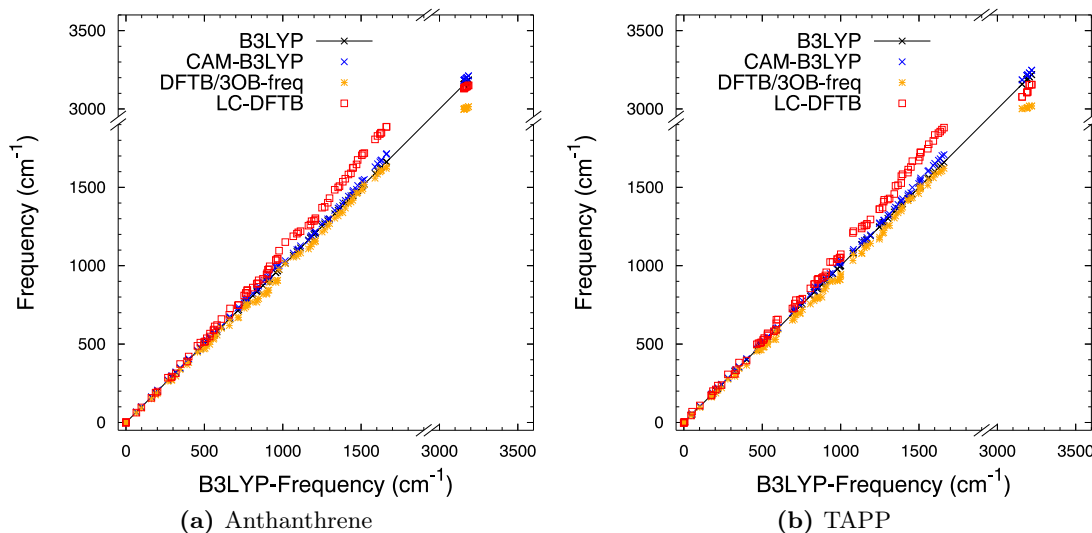 3500
3000
1500
1000
500
0
Frequency (cm-1)
B3LYP
CAM-B3LYP
DFTB/3OB-freq
LC-DFTB
0 500 1000 1500 3000 3500
B3LYP-Frequency (cm-1)
(a) Anthanthrene
3500
3000
1500
1000
500
0
Frequency (cm-1)
B3LYP
CAM-B3LYP
DFTB/3OB-freq
LC-DFTB
0 500 1000 1500 3000 3500
B3LYP-Frequency (cm-1)
(b) TAPP